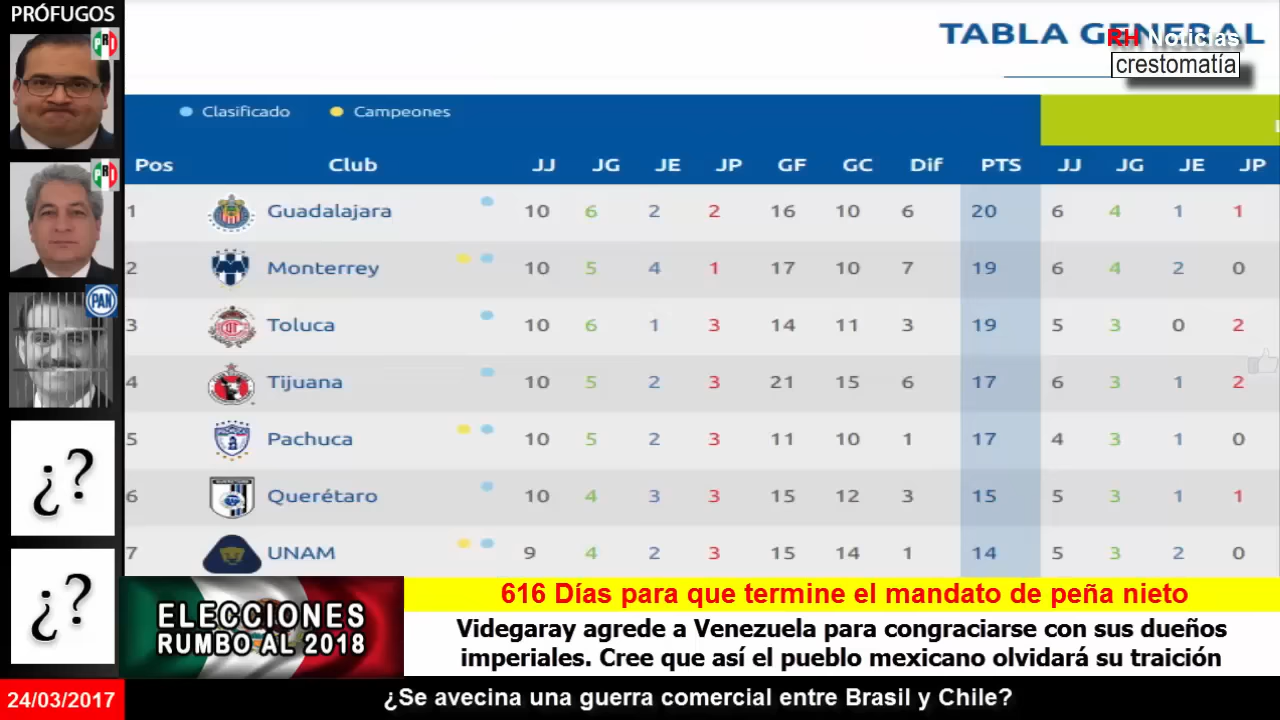 PRÓFUGOS
PRI
PRI
PAN
¿?
¿?
TABLA GENERAL
RH Noticias
crestomatía
Clasificado Campeones
Pos Club JJ JG JE JP GF GC Dif PTS JJ JG JE JP
1 Guadalajara 10 6 2 2 16 10 6 20 6 4 1 1
2 Monterrey 10 5 4 1 17 10 7 19 6 4 2 0
3 Toluca 10 6 1 3 14 11 3 19 5 3 0 2
4 Tijuana 10 5 2 3 21 15 6 17 6 3 1 2
5 Pachuca 10 5 2 3 11 10 1 17 4 3 1 0
6 Querétaro 10 4 3 3 15 12 3 15 5 3 1 1
7 UNAM 9 4 2 3 15 14 1 14 5 3 2 0
ELECCIONES
RUMBO AL 2018
616 Días para que termine el mandato de peña nieto
Videgaray agrede a Venezuela para congraciarse con sus dueños
imperiales. Cree que así el pueblo mexicano olvidará su traición
24/03/2017
¿Se avecina una guerra comercial entre Brasil y Chile?